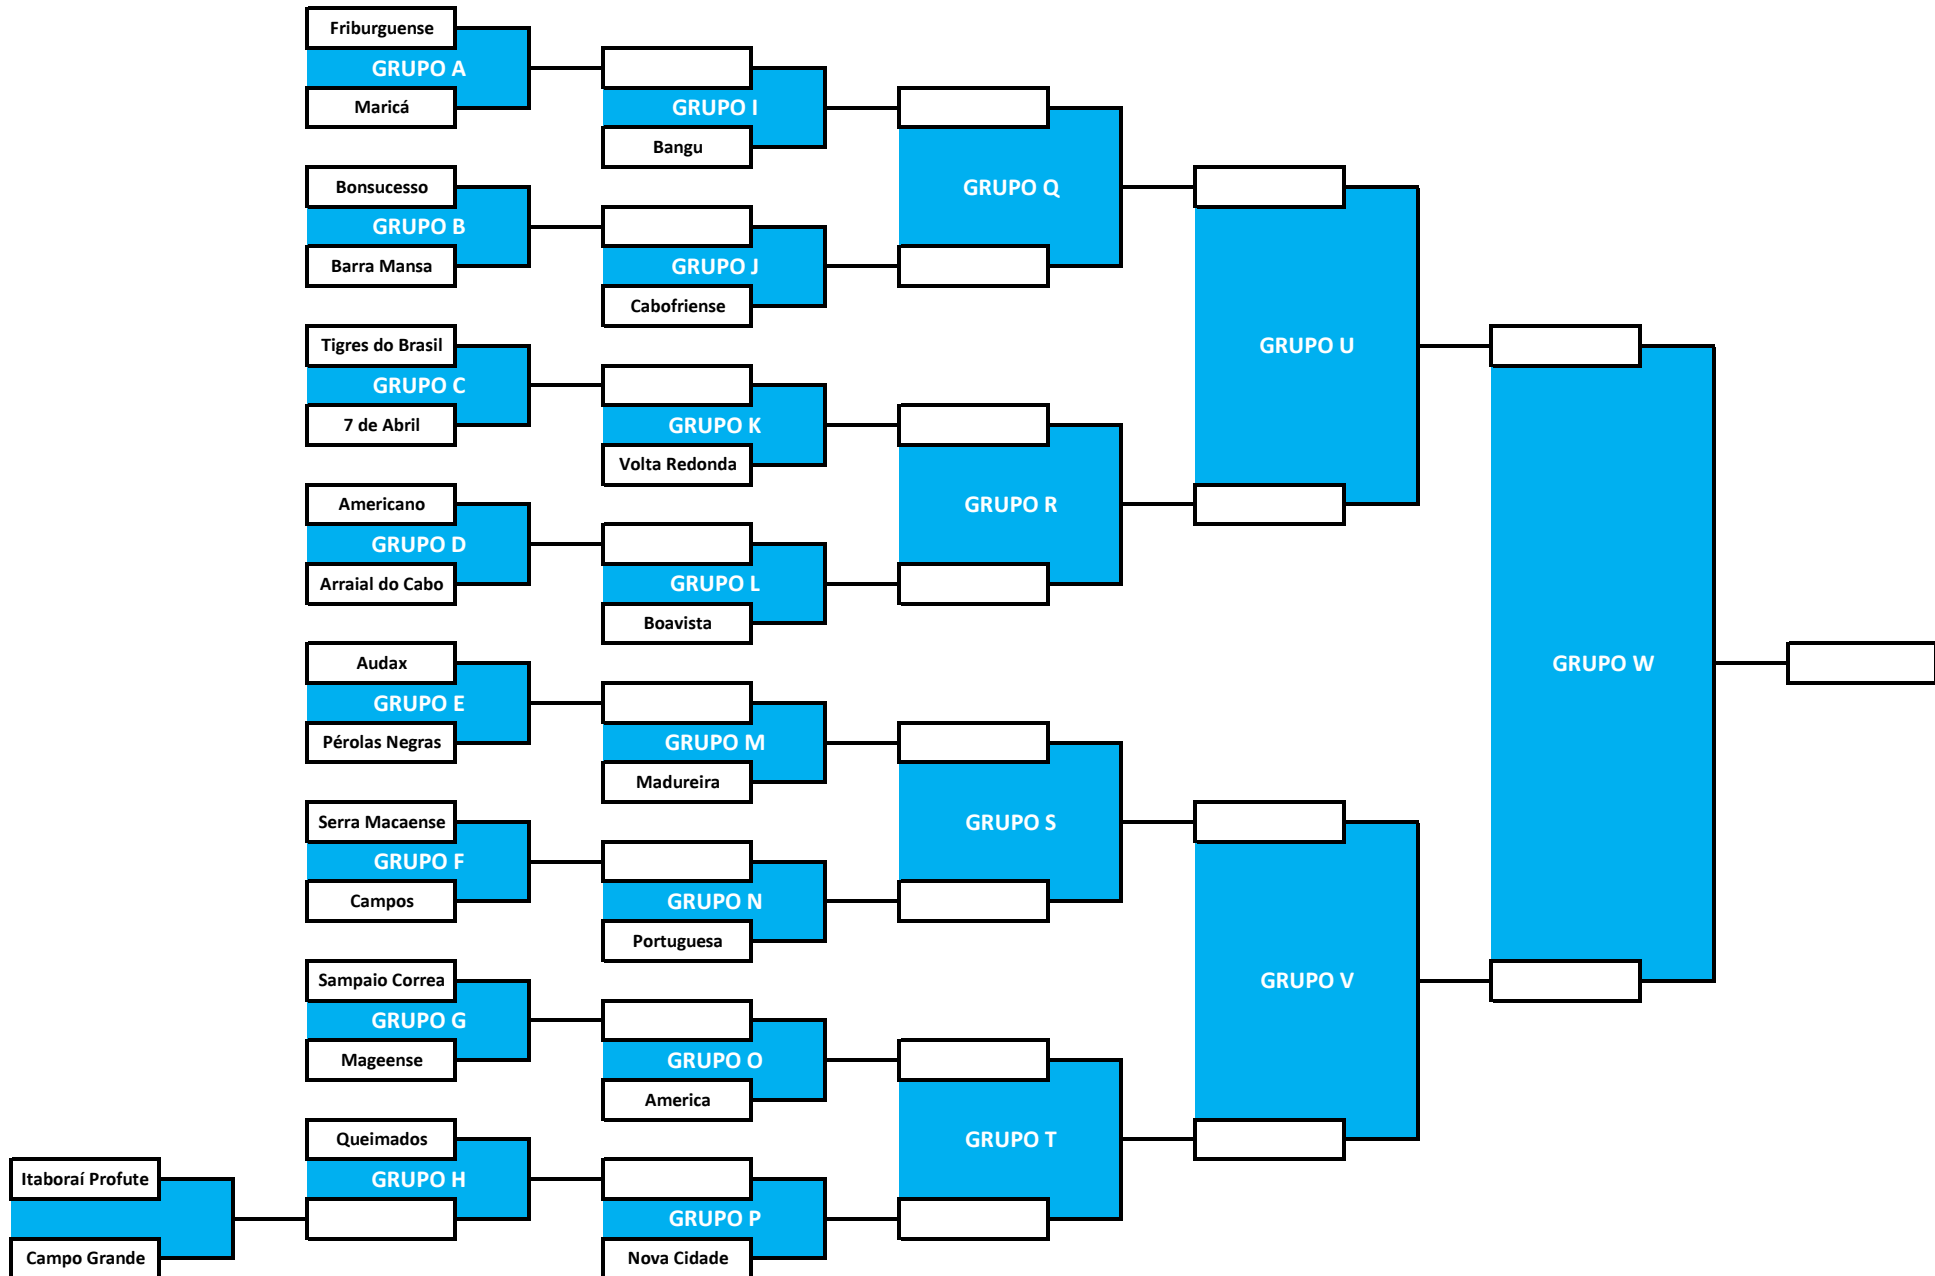 Friburguense
GRUPO A
Maricá
GRUPO I
Bangu
Bonsucesso
GRUPO Q
GRUPO B
Barra Mansa
GRUPO J
Cabofriense
Tigres do Brasil
GRUPO U
GRUPO C
7 de Abril
GRUPO K
Volta Redonda
Americano
GRUPO R
GRUPO D
Arraial do Cabo
GRUPO L
Boavista
Audax
GRUPO W
GRUPO E
Pérolas Negras
GRUPO M
Madureira
Serra Macaense
GRUPO S
GRUPO F
Campos
GRUPO N
Portuguesa
Sampaio Correa
GRUPO V
GRUPO G
Mageense
GRUPO O
America
Queimados
GRUPO T
Itaboraí Profute
GRUPO H
GRUPO P
Campo Grande
Nova Cidade